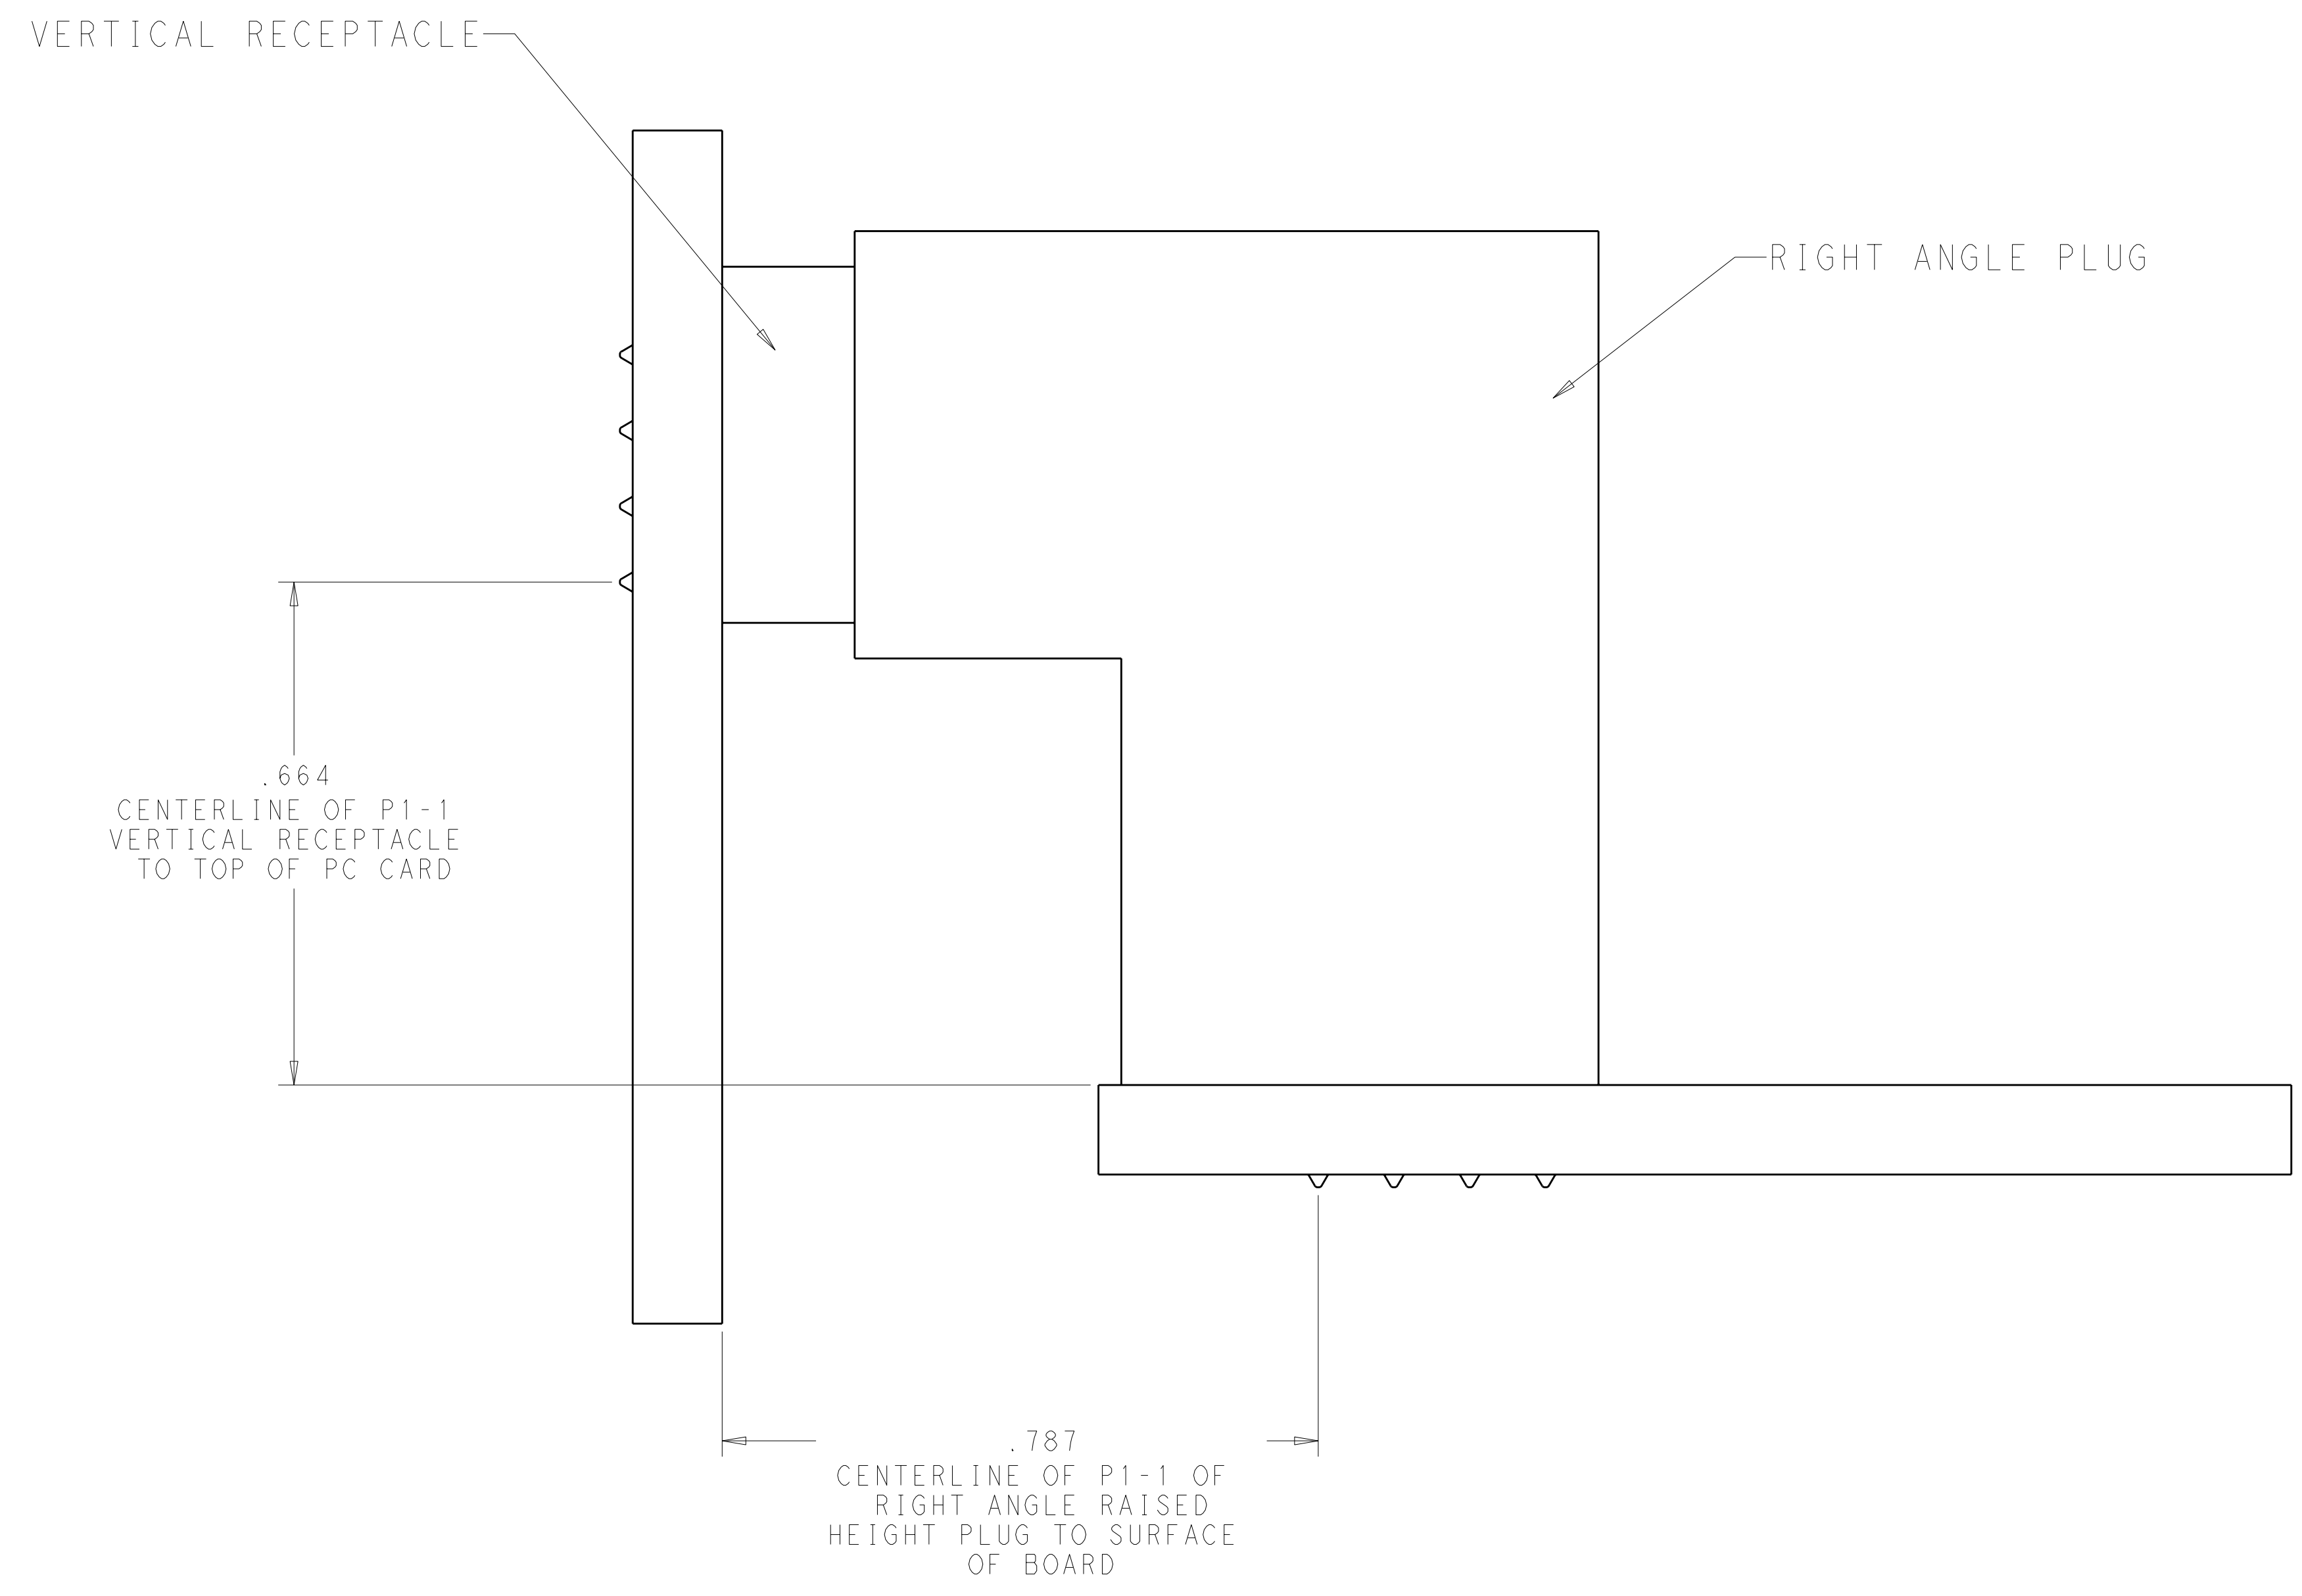 VERTICAL RECEPTACLE
RIGHT ANGLE PLUG
.664
CENTERLINE OF P1-1
VERTICAL RECEPTACLE
TO TOP OF PC CARD
.787
CENTERLINE OF P1-1 OF
RIGHT ANGLE RAISED
HEIGHT PLUG TO SURFACE
OF BOARD